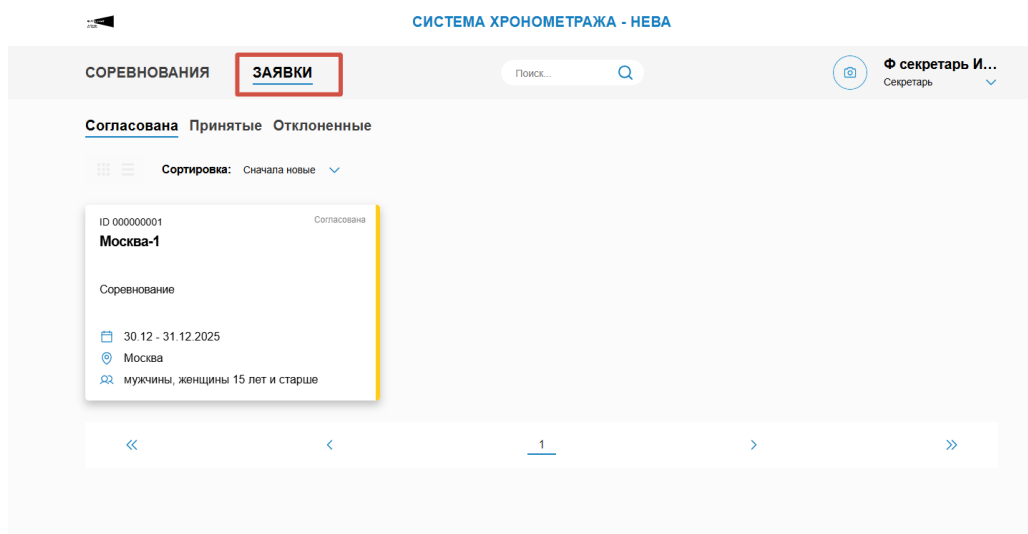 СИСТЕМА ХРОНОМЕТРАЖА - НЕВА
СОРЕВНОВАНИЯ ЗАЯВКИ Поиск... Ф секретарь И...
Секретарь
Согласована Принятые Отклоненные
Сортировка: Сначала новые
ID 000000001 Согласована
Москва-1
Соревнование
30.12 - 31.12.2025
Москва
мужчины, женщины 15 лет и старше
1